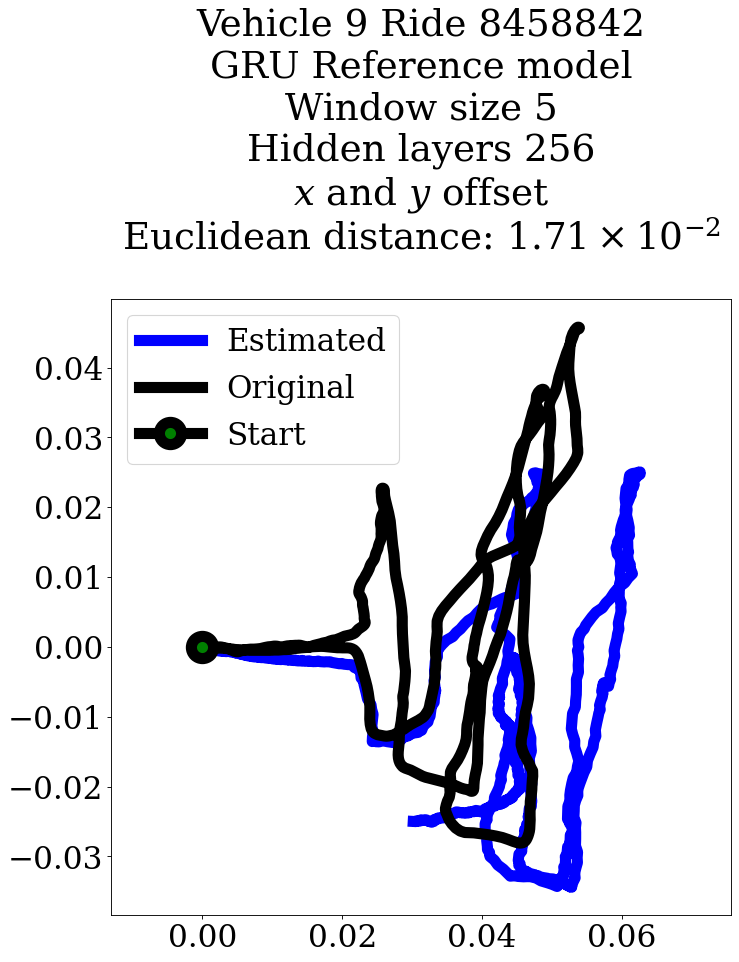 Vehicle 9 Ride 8458842
GRU Reference model
Window size 5
Hidden layers 256
x and y offset
Euclidean distance: 1.71 × 10⁻²
Estimated
Original
Start
0.04
0.03
0.02
0.01
0.00
−0.01
−0.02
−0.03
0.00 0.02 0.04 0.06